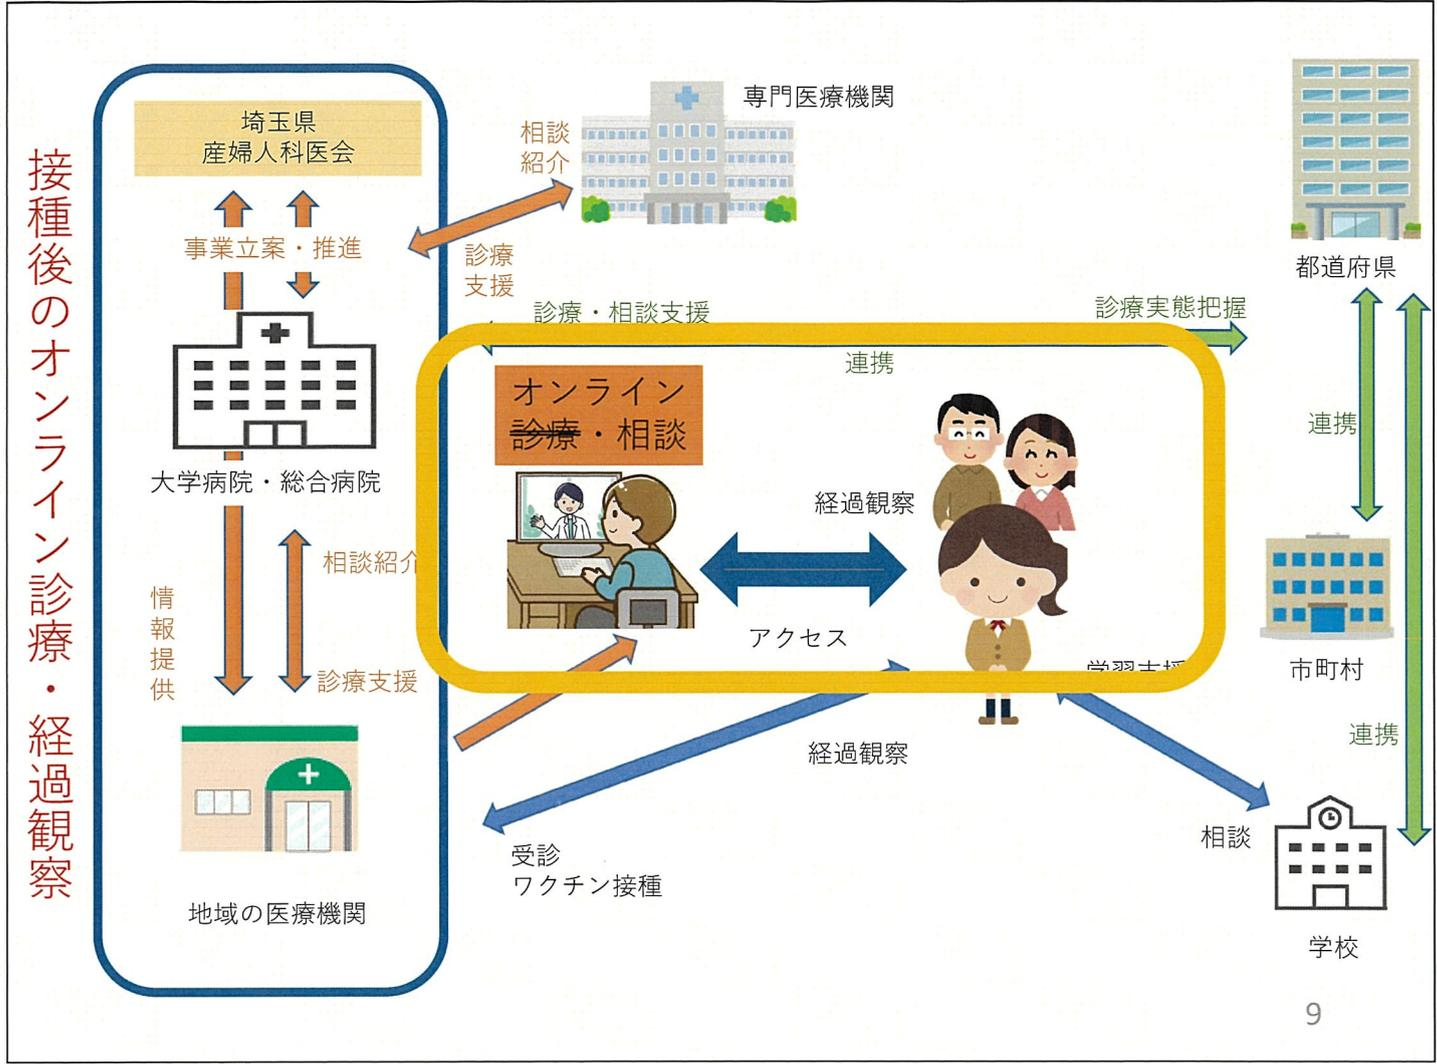 接種後のオンライン診療・経過観察
埼玉県
産婦人科医会
事業立案・推進
大学病院・総合病院
相談紹介
情報提供
診療支援
地域の医療機関
専門医療機関
相談
紹介
診療
支援
診療・相談支援
診療実態把握
連携
オンライン
診療・相談
経過観察
アクセス
学習支援
経過観察
受診
ワクチン接種
都道府県
連携
市町村
連携
相談
学校
9